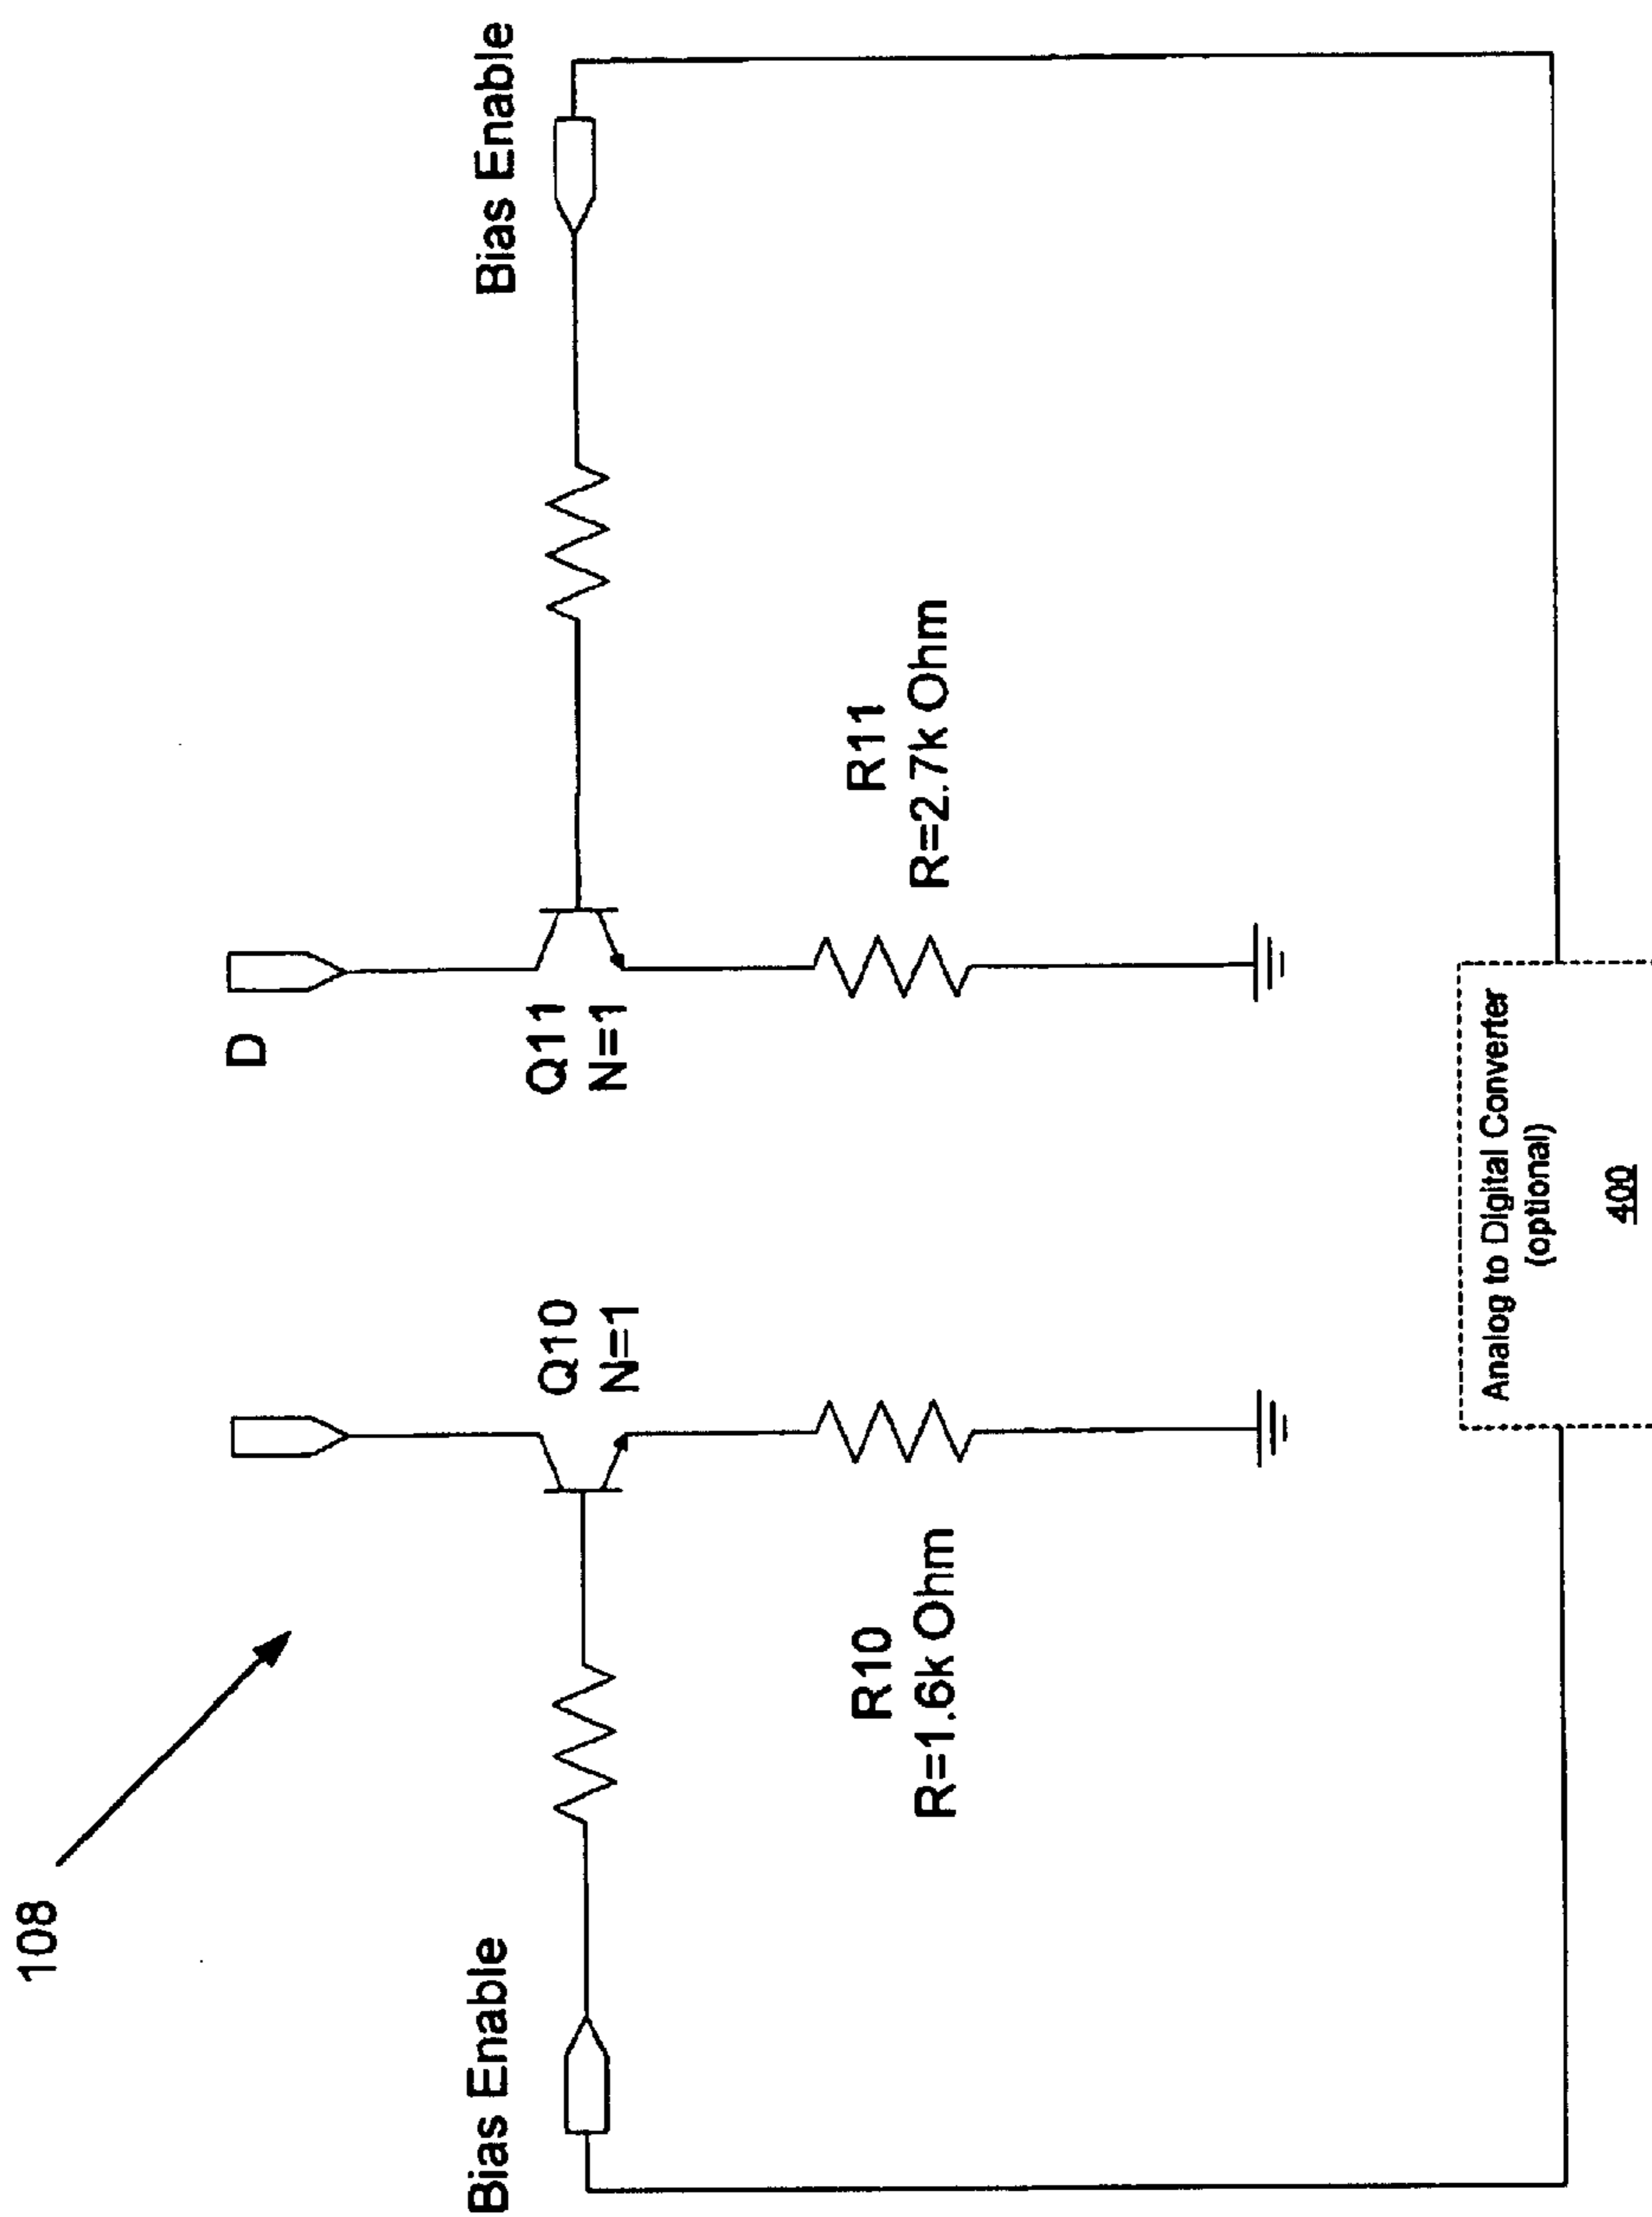 108
D
Bias Enable
Q10
N=1
Q11
N=1
Bias Enable
R10
R=1.6k Ohm
R11
R=2.7k Ohm
Analog to Digital Converter
(optional)
400